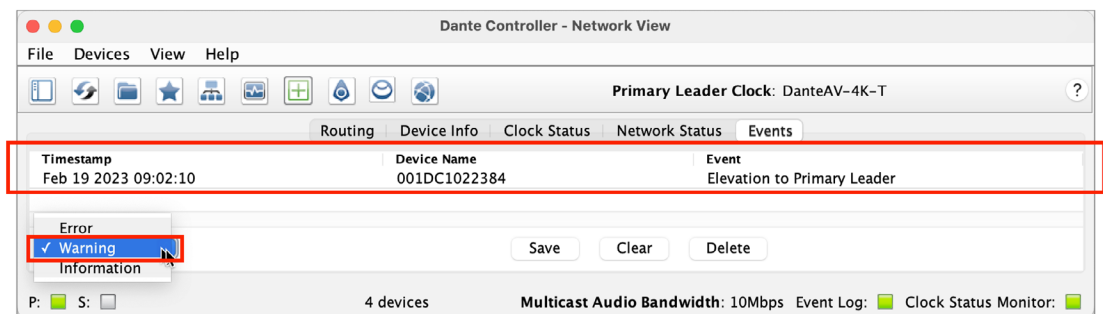 Dante Controller - Network View
File Devices View Help
Primary Leader Clock: DanteAV-4K-T ?
Routing Device Info Clock Status Network Status Events
Timestamp Device Name Event
Feb 19 2023 09:02:10 001DC1022384 Elevation to Primary Leader
Error
✓ Warning
Information
Save Clear Delete
P: S: 4 devices Multicast Audio Bandwidth: 10Mbps Event Log: Clock Status Monitor: